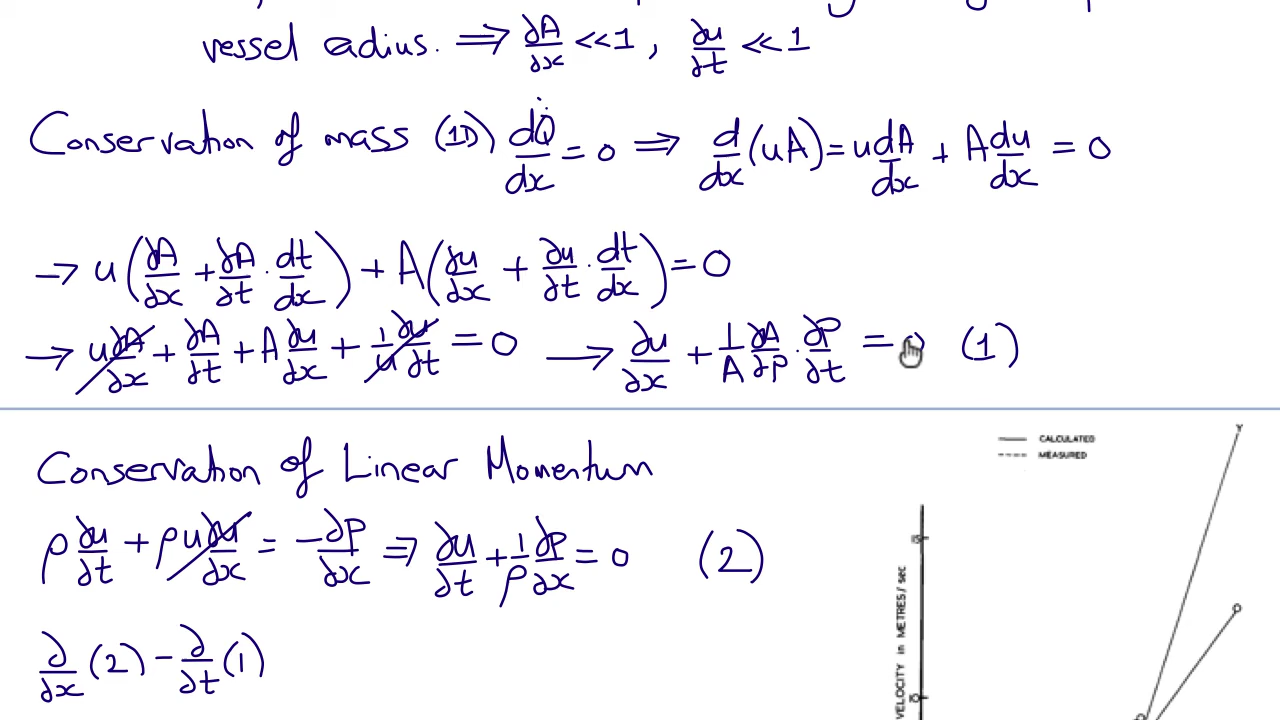 vessel radius. ⟹ ∂A/∂x ≪ 1 , ∂u/∂t ≪ 1
Conservation of mass (1D) dQ̇/dx = 0 ⟹ d/dx (uA) = u dA/dx + A du/dx = 0
→ u(∂A/∂x + ∂A/∂t · dt/dx) + A(∂u/∂x + ∂u/∂t · dt/dx) = 0
→ u ∂A/∂x + ∂A/∂t + A ∂u/∂x + 1/u ∂u/∂t = 0 → ∂u/∂x + 1/A ∂A/∂P · ∂P/∂t = 0 (1)
Conservation of Linear Momentum
CALCULATED
MEASURED
ρ ∂u/∂t + ρu ∂u/∂x = -∂P/∂x ⟹ ∂u/∂t + 1/ρ ∂P/∂x = 0 (2)
∂/∂x (2) - ∂/∂t (1)
Y
15
10
VELOCITY in METRES/sec